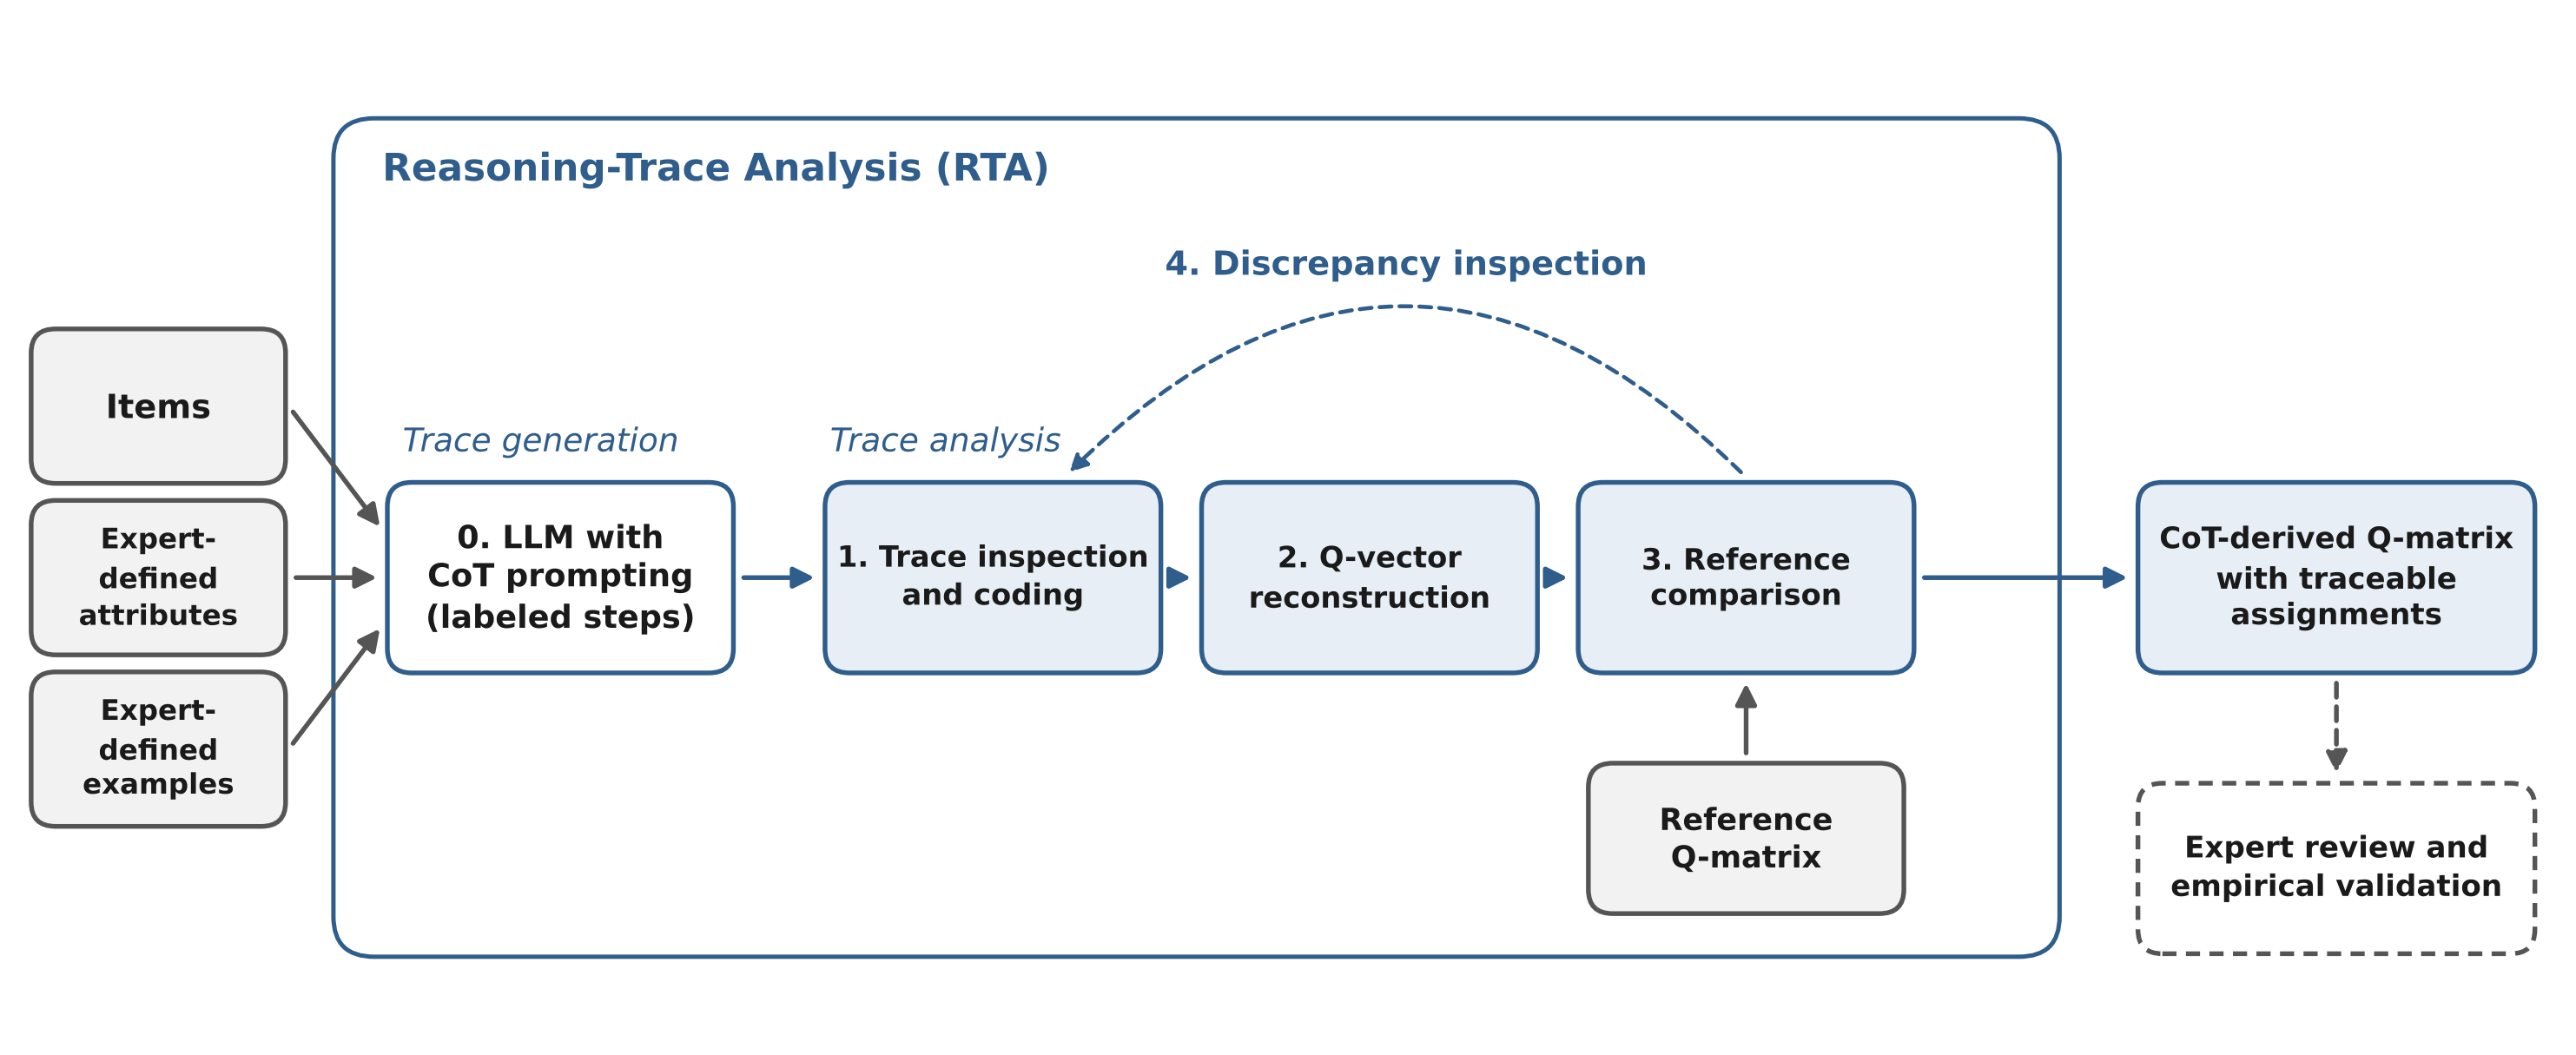 Reasoning-Trace Analysis (RTA)
4. Discrepancy inspection
Items
Expert-
defined
attributes
Expert-
defined
examples
Trace generation
0. LLM with
CoT prompting
(labeled steps)
Trace analysis
1. Trace inspection
and coding
2. Q-vector
reconstruction
3. Reference
comparison
Reference
Q-matrix
CoT-derived Q-matrix
with traceable
assignments
Expert review and
empirical validation